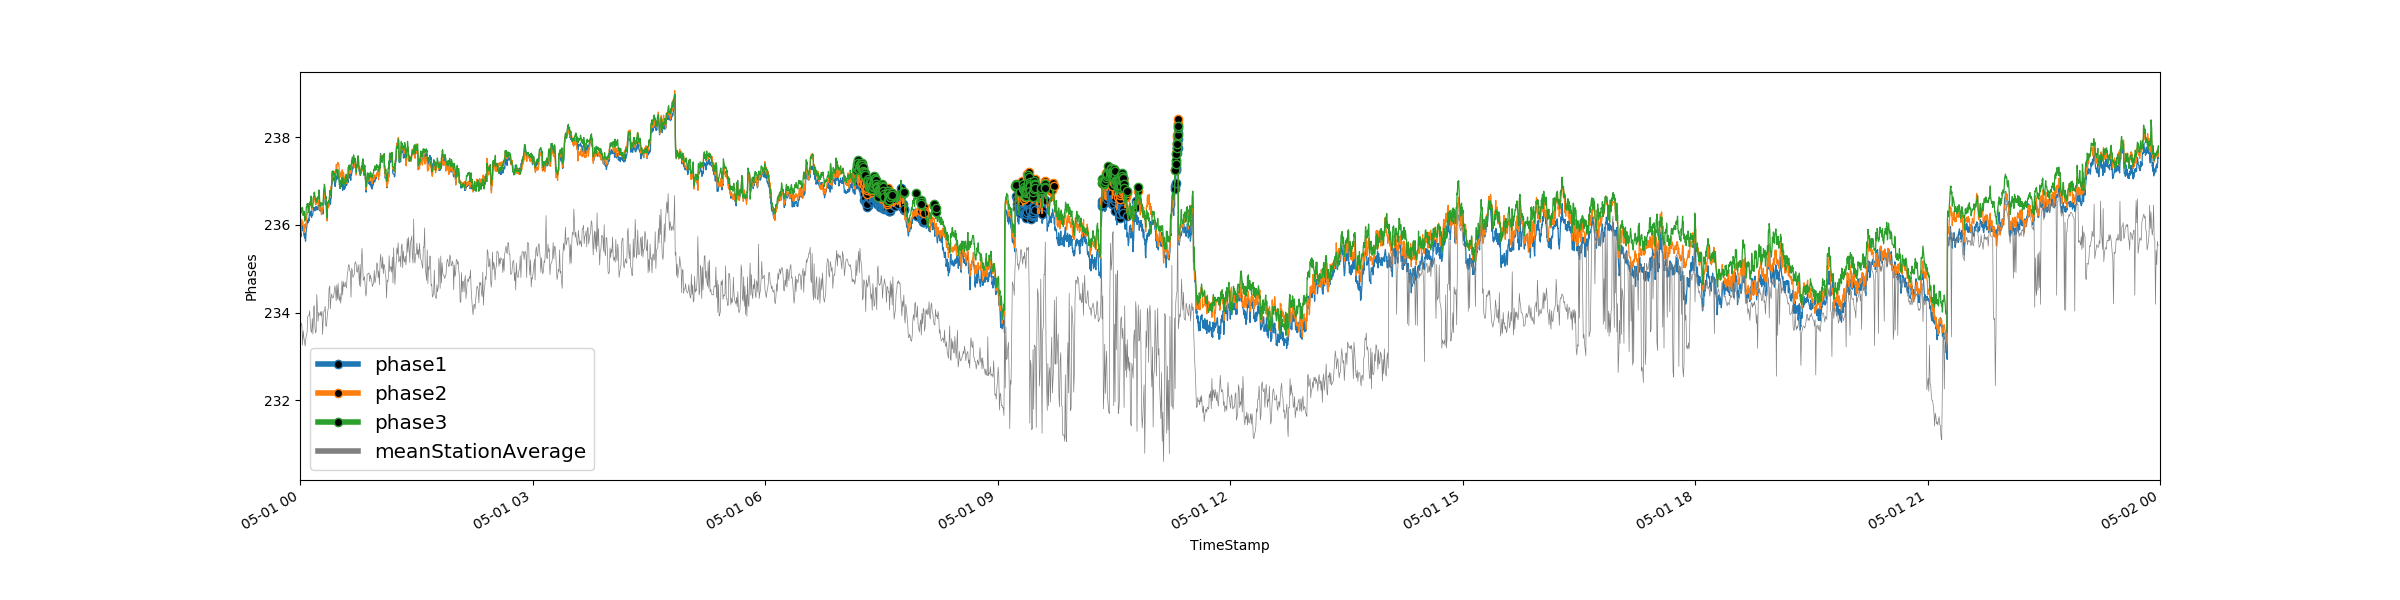 238
236
234
232
Phases
phase1
phase2
phase3
meanStationAverage
05-01 00
05-01 03
05-01 06
05-01 09
05-01 12
05-01 15
05-01 18
05-01 21
05-02 00
TimeStamp